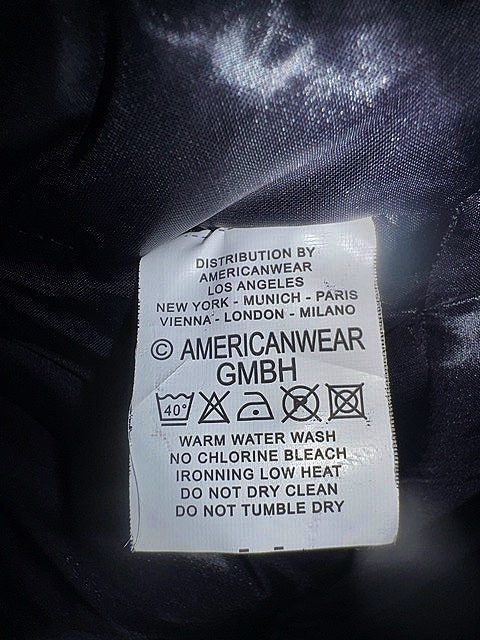 DISTRIBUTION BY
AMERICANWEAR
LOS ANGELES
NEW YORK - MUNICH - PARIS
VIENNA - LONDON - MILANO
© AMERICANWEAR
GMBH
40° P
WARM WATER WASH
NO CHLORINE BLEACH
IRONNING LOW HEAT
DO NOT DRY CLEAN
DO NOT TUMBLE DRY